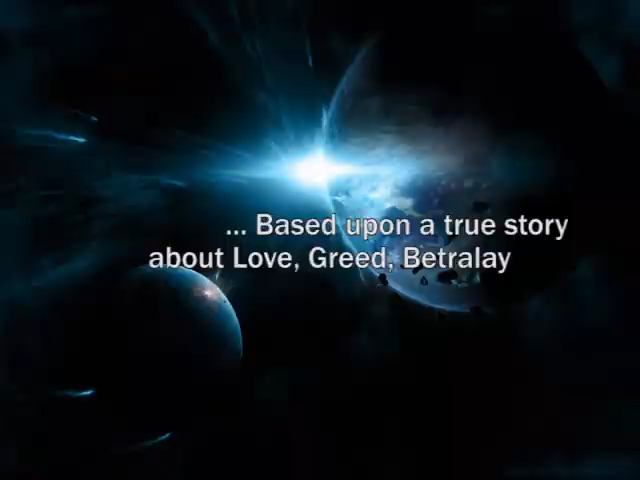 ... Based upon a true story
about Love, Greed, Betralay